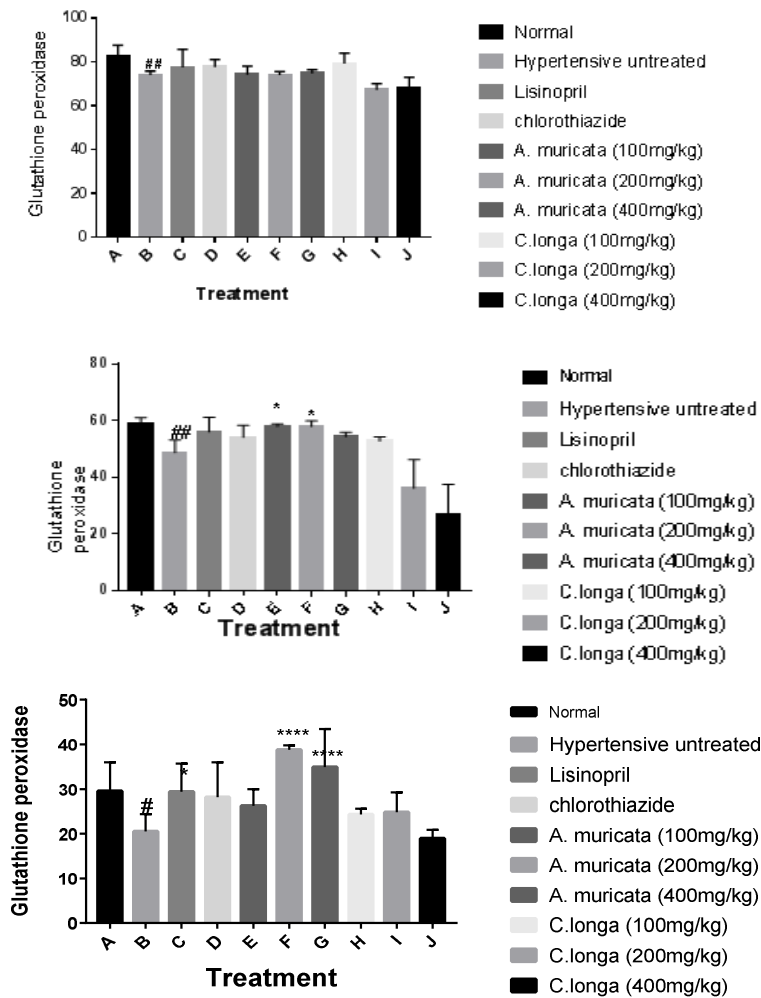 100
80
60
40
20
0
Glutathione peroxidase
##
A B C D E F G H I J
Treatment
Normal
Hypertensive untreated
Lisinopril
chlorothiazide
A. muricata (100mg/kg)
A. muricata (200mg/kg)
A. muricata (400mg/kg)
C.longa (100mg/kg)
C.longa (200mg/kg)
C.longa (400mg/kg)
80
60
40
20
0
Glutathione
peroxidase
##
*
*
A B C D E F G H I J
Treatment
Normal
Hypertensive untreated
Lisinopril
chlorothiazide
A. muricata (100mg/kg)
A. muricata (200mg/kg)
A. muricata (400mg/kg)
C.longa (100mg/kg)
C.longa (200mg/kg)
C.longa (400mg/kg)
50
40
30
20
10
0
Glutathione peroxidase
#
*
****
****
A B C D E F G H I J
Treatment
Normal
Hypertensive untreated
Lisinopril
chlorothiazide
A. muricata (100mg/kg)
A. muricata (200mg/kg)
A. muricata (400mg/kg)
C.longa (100mg/kg)
C.longa (200mg/kg)
C.longa (400mg/kg)